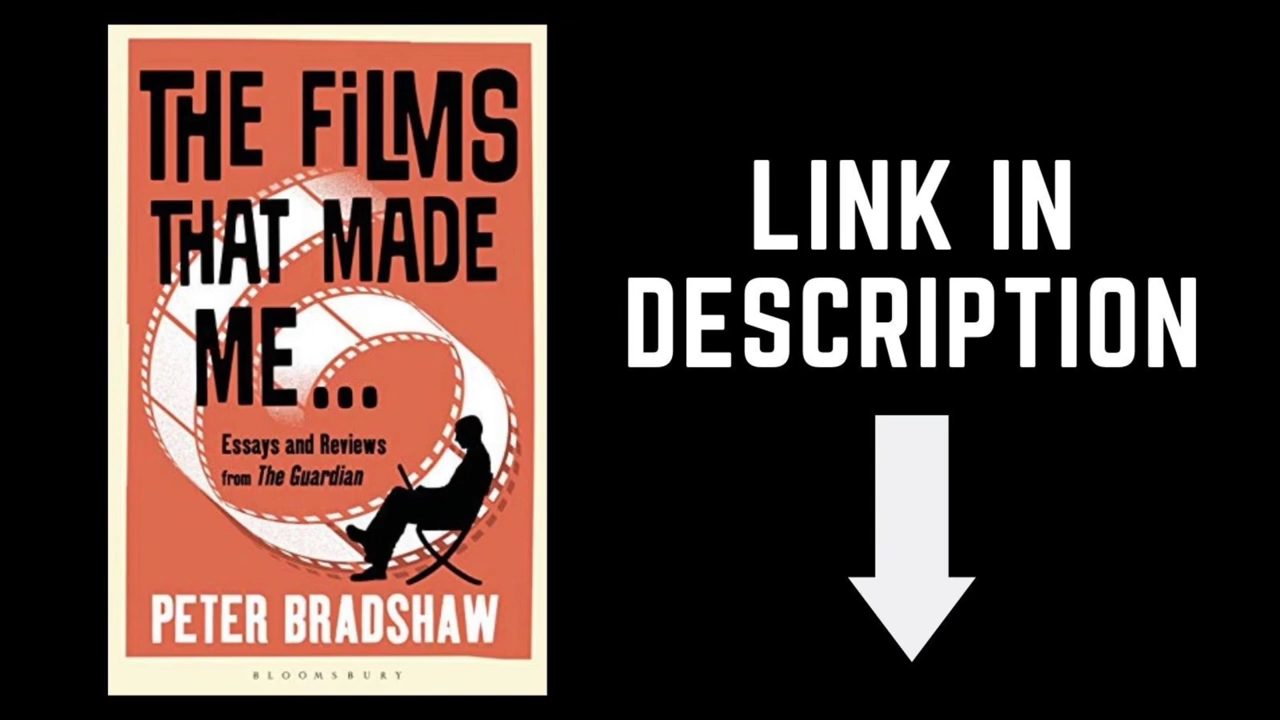 THE FiLMS
THAT MADE
ME...
Essays and Reviews
from The Guardian
PETER BRADSHAW
BLOOMSBURY
LINK IN
DESCRIPTION